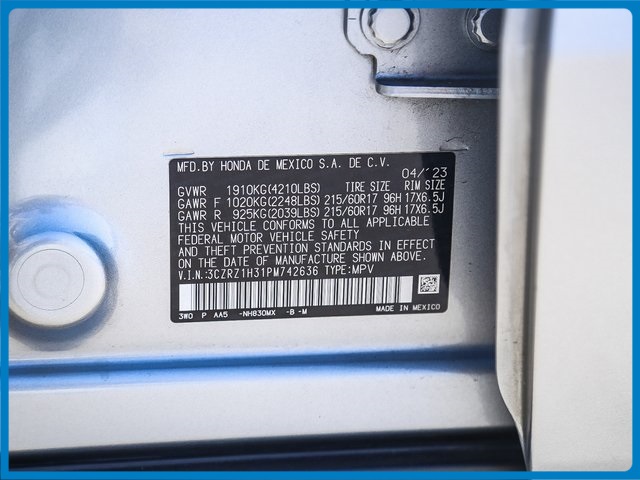 MFD.BY HONDA DE MEXICO S.A. DE C.V.
04/'23
GVWR 1910KG(4210LBS) TIRE SIZE RIM SIZE
GAWR F 1020KG(2248LBS) 215/60R17 96H 17X6.5J
GAWR R 925KG(2039LBS) 215/60R17 96H 17X6.5J
THIS VEHICLE CONFORMS TO ALL APPLICABLE
FEDERAL MOTOR VEHICLE SAFETY
AND THEFT PREVENTION STANDARDS IN EFFECT
ON THE DATE OF MANUFACTURE SHOWN ABOVE.
V.I.N.:3CZRZ1H31PM742636 TYPE:MPV
3W0 P AA5 -NH830MX -B-M MADE IN MEXICO